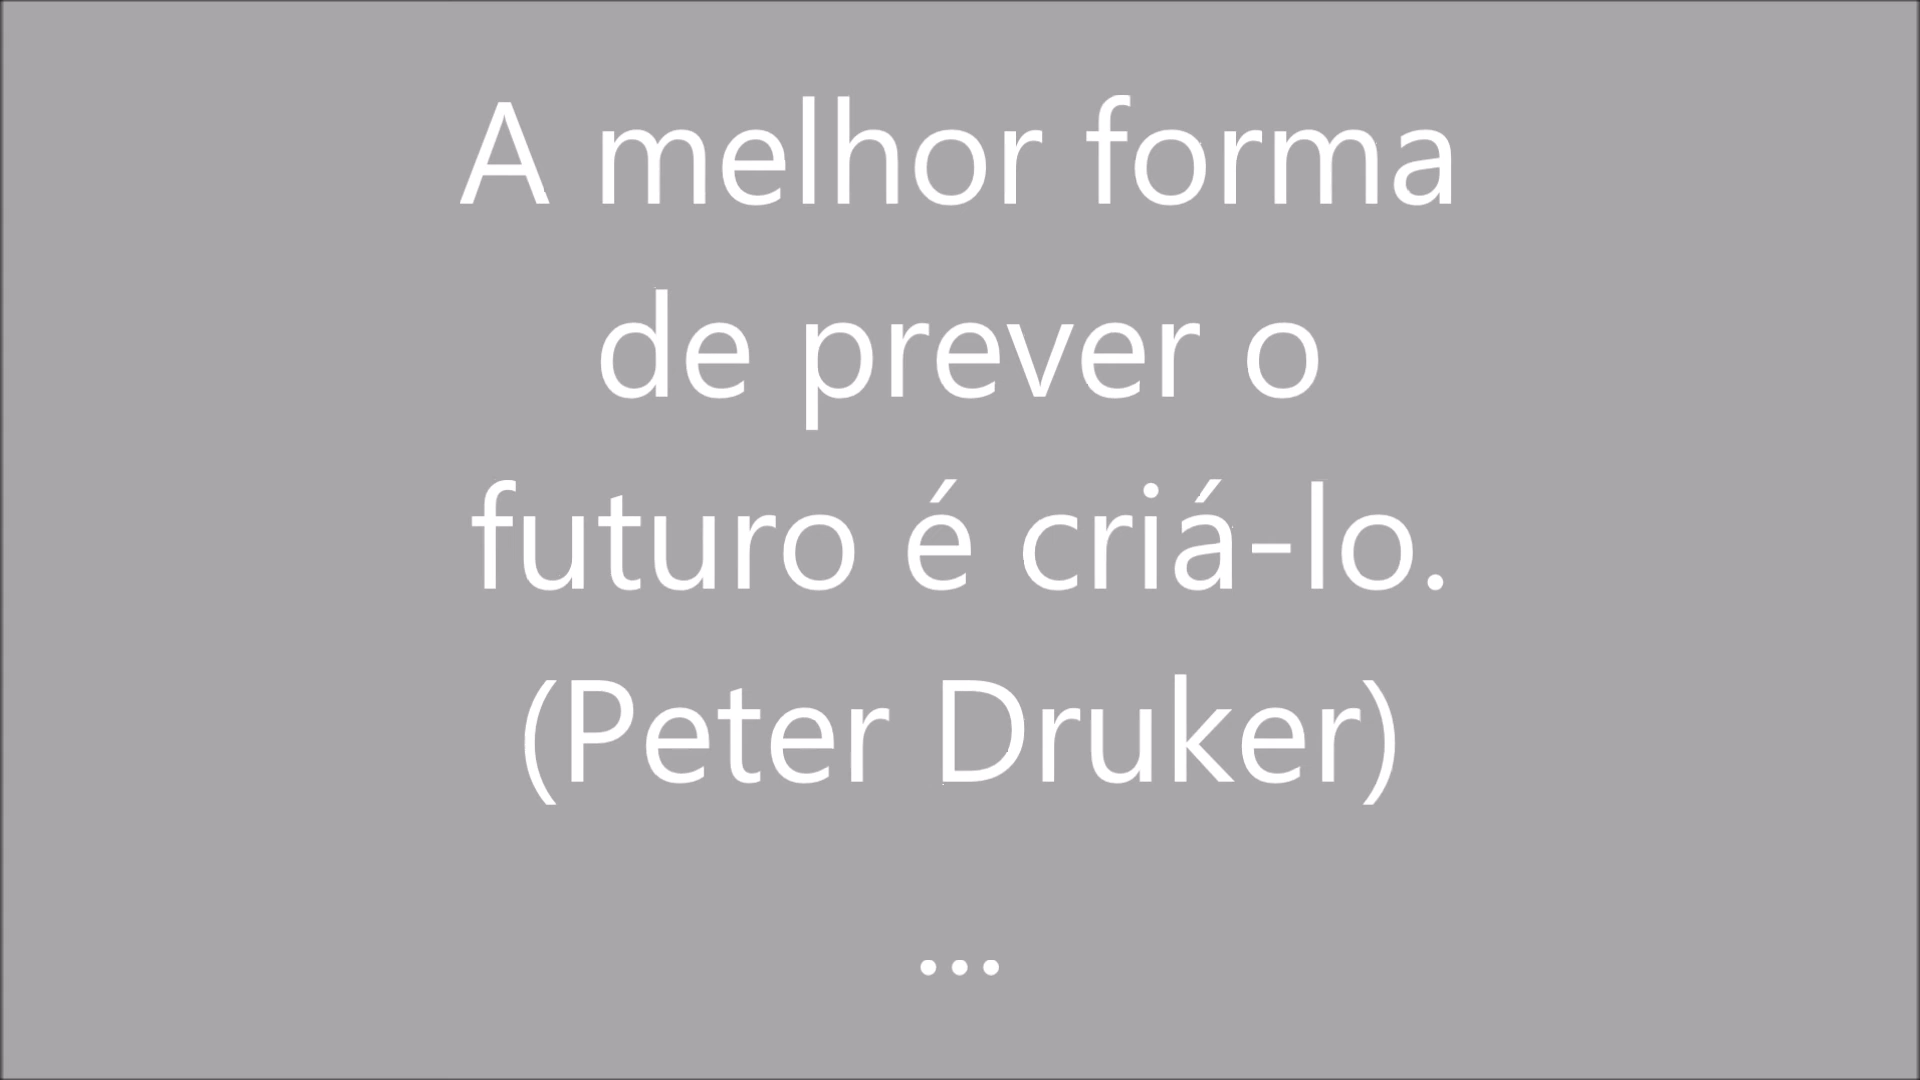 A melhor forma
de prever o
futuro é criá-lo.
(Peter Druker)
...